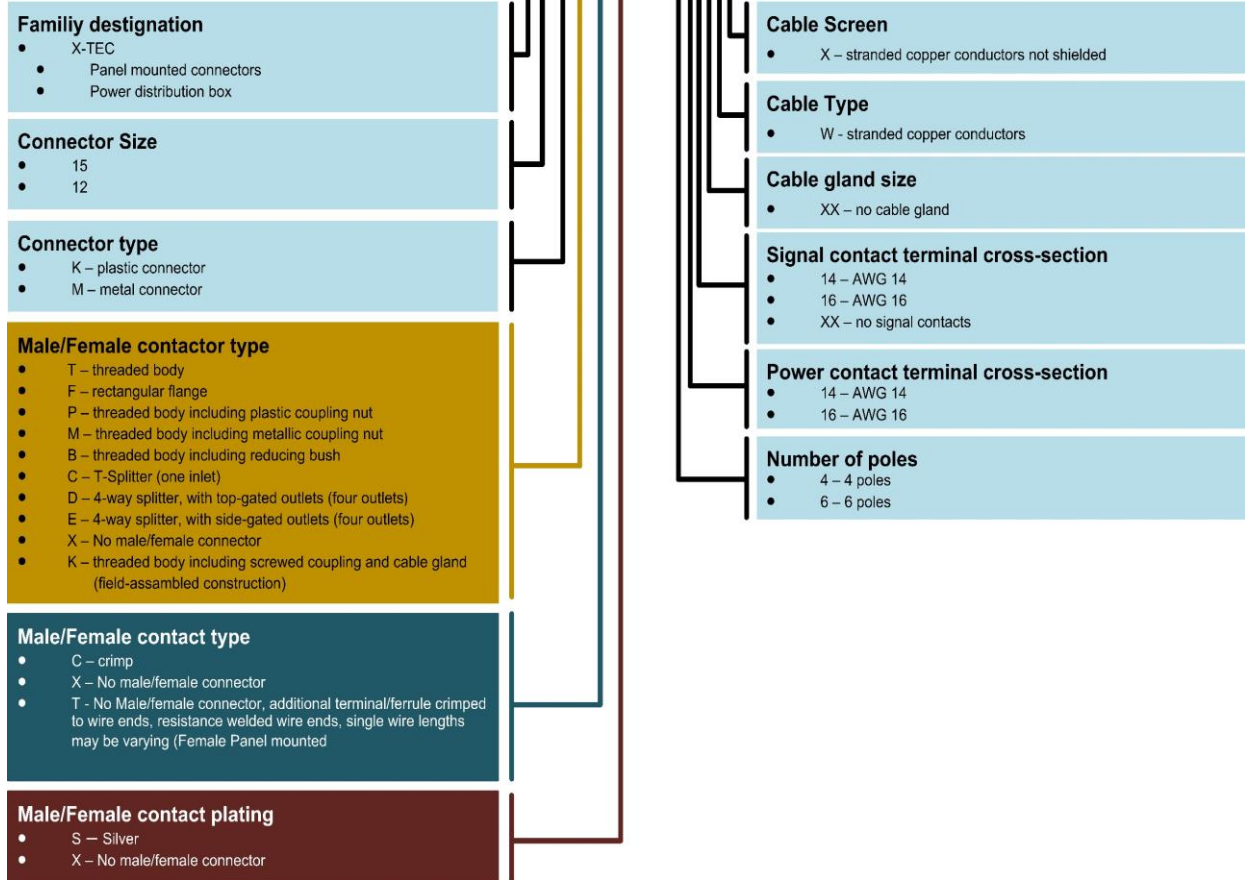 Familiy destignation
● X-TEC
● Panel mounted connectors
● Power distribution box
Connector Size
● 15
● 12
Connector type
● K – plastic connector
● M – metal connector
Male/Female contactor type
● T – threaded body
● F – rectangular flange
● P – threaded body including plastic coupling nut
● M – threaded body including metallic coupling nut
● B – threaded body including reducing bush
● C – T-Splitter (one inlet)
● D – 4-way splitter, with top-gated outlets (four outlets)
● E – 4-way splitter, with side-gated outlets (four outlets)
● X – No male/female connector
● K – threaded body including screwed coupling and cable gland
(field-assambled construction)
Male/Female contact type
● C – crimp
● X – No male/female connector
● T - No Male/female connector, additional terminal/ferrule crimped
to wire ends, resistance welded wire ends, single wire lengths
may be varying (Female Panel mounted
Male/Female contact plating
● S – Silver
● X – No male/female connector
Cable Screen
● X – stranded copper conductors not shielded
Cable Type
● W - stranded copper conductors
Cable gland size
● XX – no cable gland
Signal contact terminal cross-section
● 14 – AWG 14
● 16 – AWG 16
● XX – no signal contacts
Power contact terminal cross-section
● 14 – AWG 14
● 16 – AWG 16
Number of poles
● 4 – 4 poles
● 6 – 6 poles